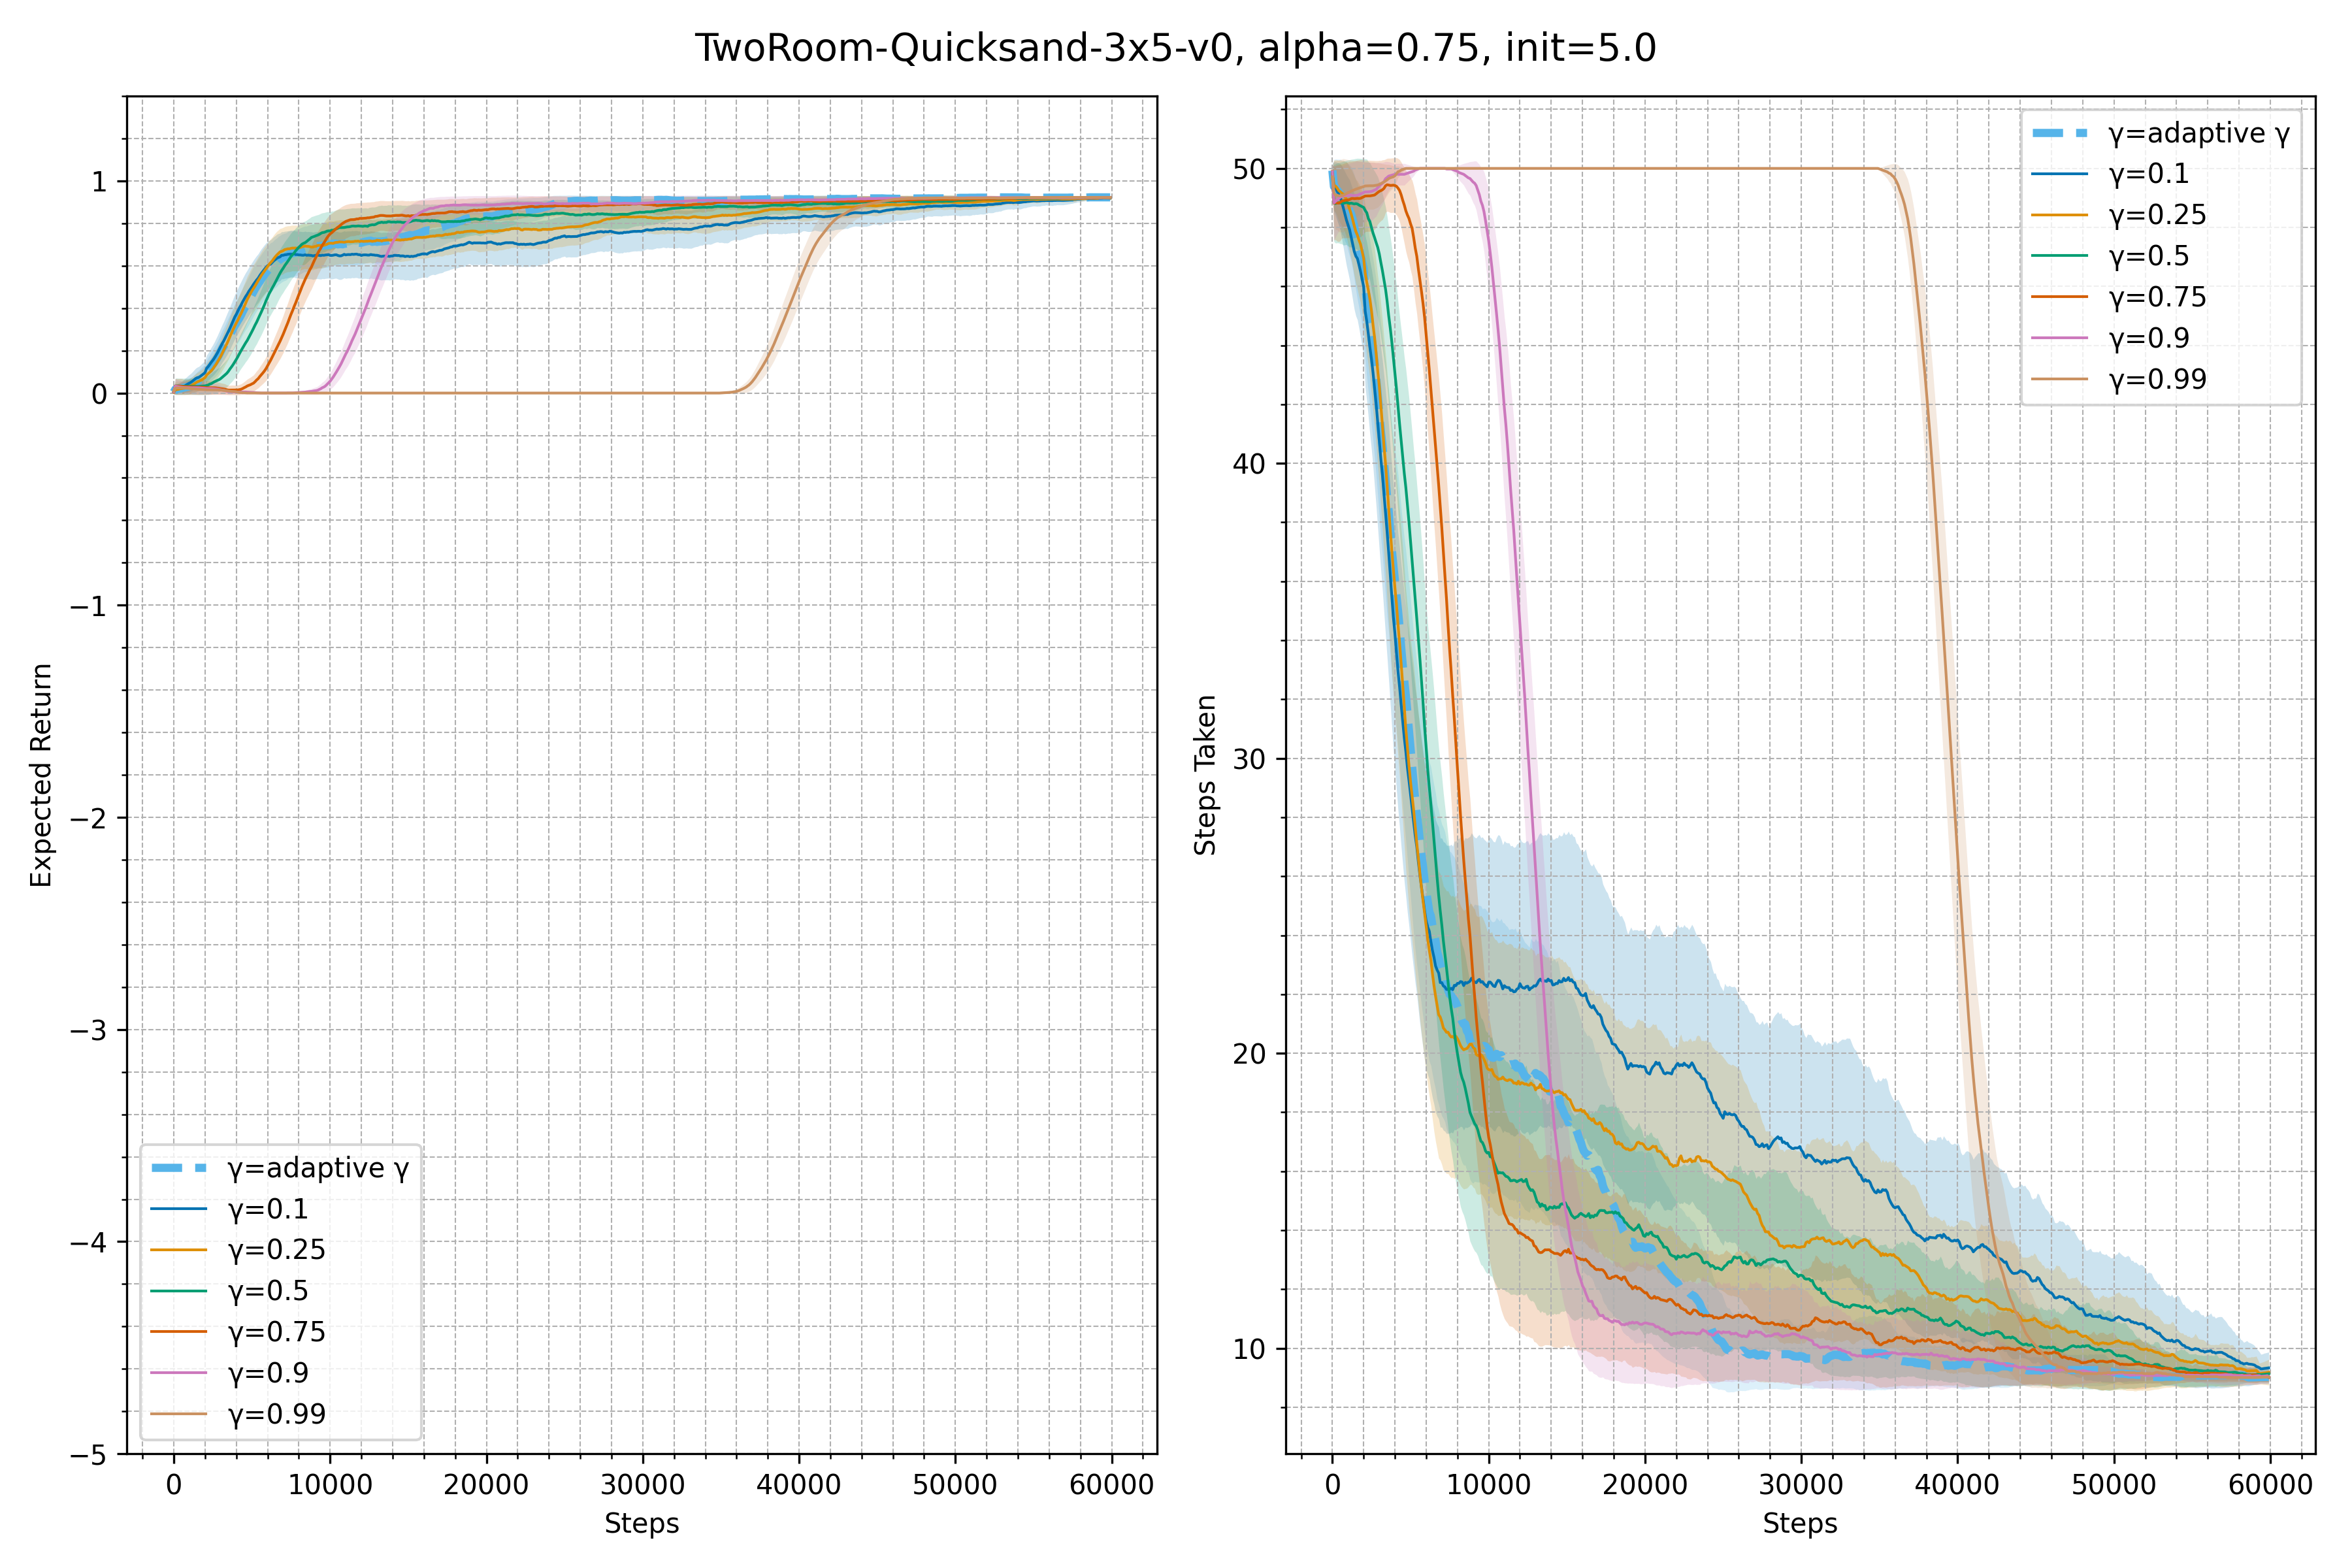 TwoRoom-Quicksand-3x5-v0, alpha=0.75, init=5.0
Expected Return
1
0
−1
−2
−3
−4
−5
γ=adaptive γ
γ=0.1
γ=0.25
γ=0.5
γ=0.75
γ=0.9
γ=0.99
0 10000 20000 30000 40000 50000 60000
Steps
Steps Taken
50
40
30
20
10
γ=adaptive γ
γ=0.1
γ=0.25
γ=0.5
γ=0.75
γ=0.9
γ=0.99
0 10000 20000 30000 40000 50000 60000
Steps